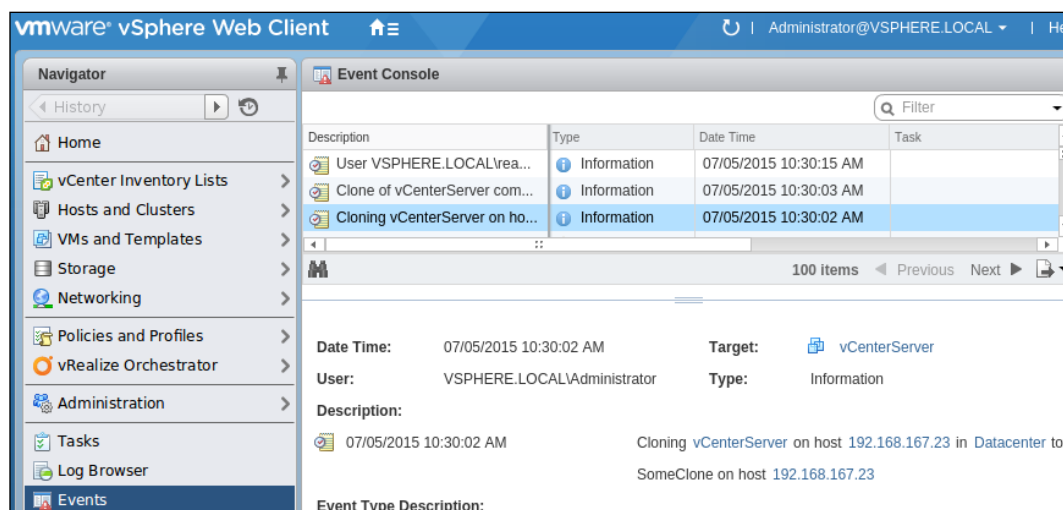 vmware® vSphere Web Client
Administrator@VSPHERE.LOCAL
He
Navigator
History
Home
vCenter Inventory Lists
Hosts and Clusters
VMs and Templates
Storage
Networking
Policies and Profiles
vRealize Orchestrator
Administration
Tasks
Log Browser
Events
Event Console
Filter
Description Type Date Time Task
User VSPHERE.LOCAL\rea... Information 07/05/2015 10:30:15 AM
Clone of vCenterServer com... Information 07/05/2015 10:30:03 AM
Cloning vCenterServer on ho... Information 07/05/2015 10:30:02 AM
100 items Previous Next
Date Time: 07/05/2015 10:30:02 AM Target: vCenterServer
User: VSPHERE.LOCAL\Administrator Type: Information
Description:
07/05/2015 10:30:02 AM Cloning vCenterServer on host 192.168.167.23 in Datacenter to
SomeClone on host 192.168.167.23
Event Type Description: